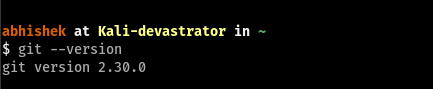 abhishek at Kali-devastrator in ~
$ git --version
git version 2.30.0